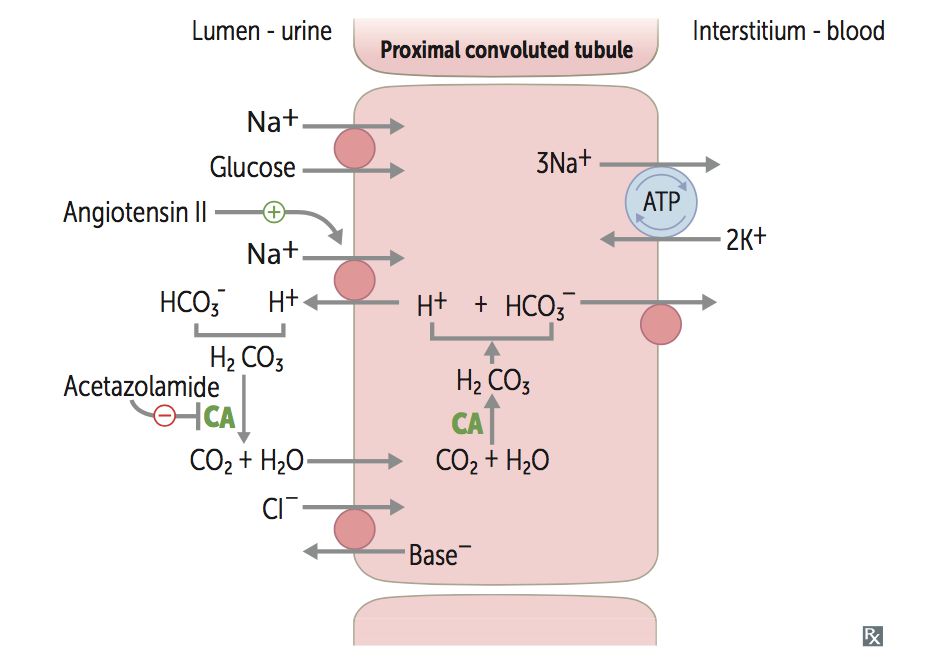 Lumen - urine
Proximal convoluted tubule
Interstitium - blood
Na+
Glucose
3Na+
ATP
2K+
Angiotensin II
+
Na+
HCO₃⁻ H+
H+ + HCO₃⁻
H₂ CO₃
H₂ CO₃
Acetazolamide
−
CA
CA
CO₂ + H₂O
CO₂ + H₂O
Cl⁻
Base⁻
Rx